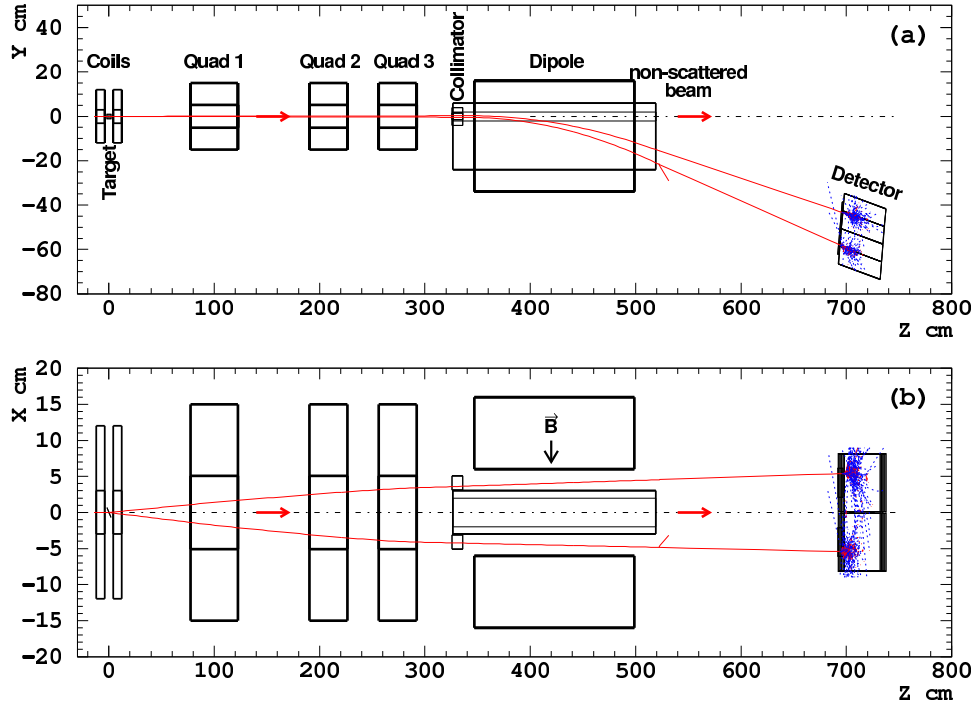 Y cm
40
20
0
−20
−40
−60
−80
(a)
Coils
Quad 1
Quad 2
Quad 3
Collimator
Dipole
non-scattered
beam
Target
Detector
0
100
200
300
400
500
600
700
800
Z cm
X cm
20
15
10
5
0
−5
−10
−15
−20
(b)
B
0
100
200
300
400
500
600
700
800
Z cm